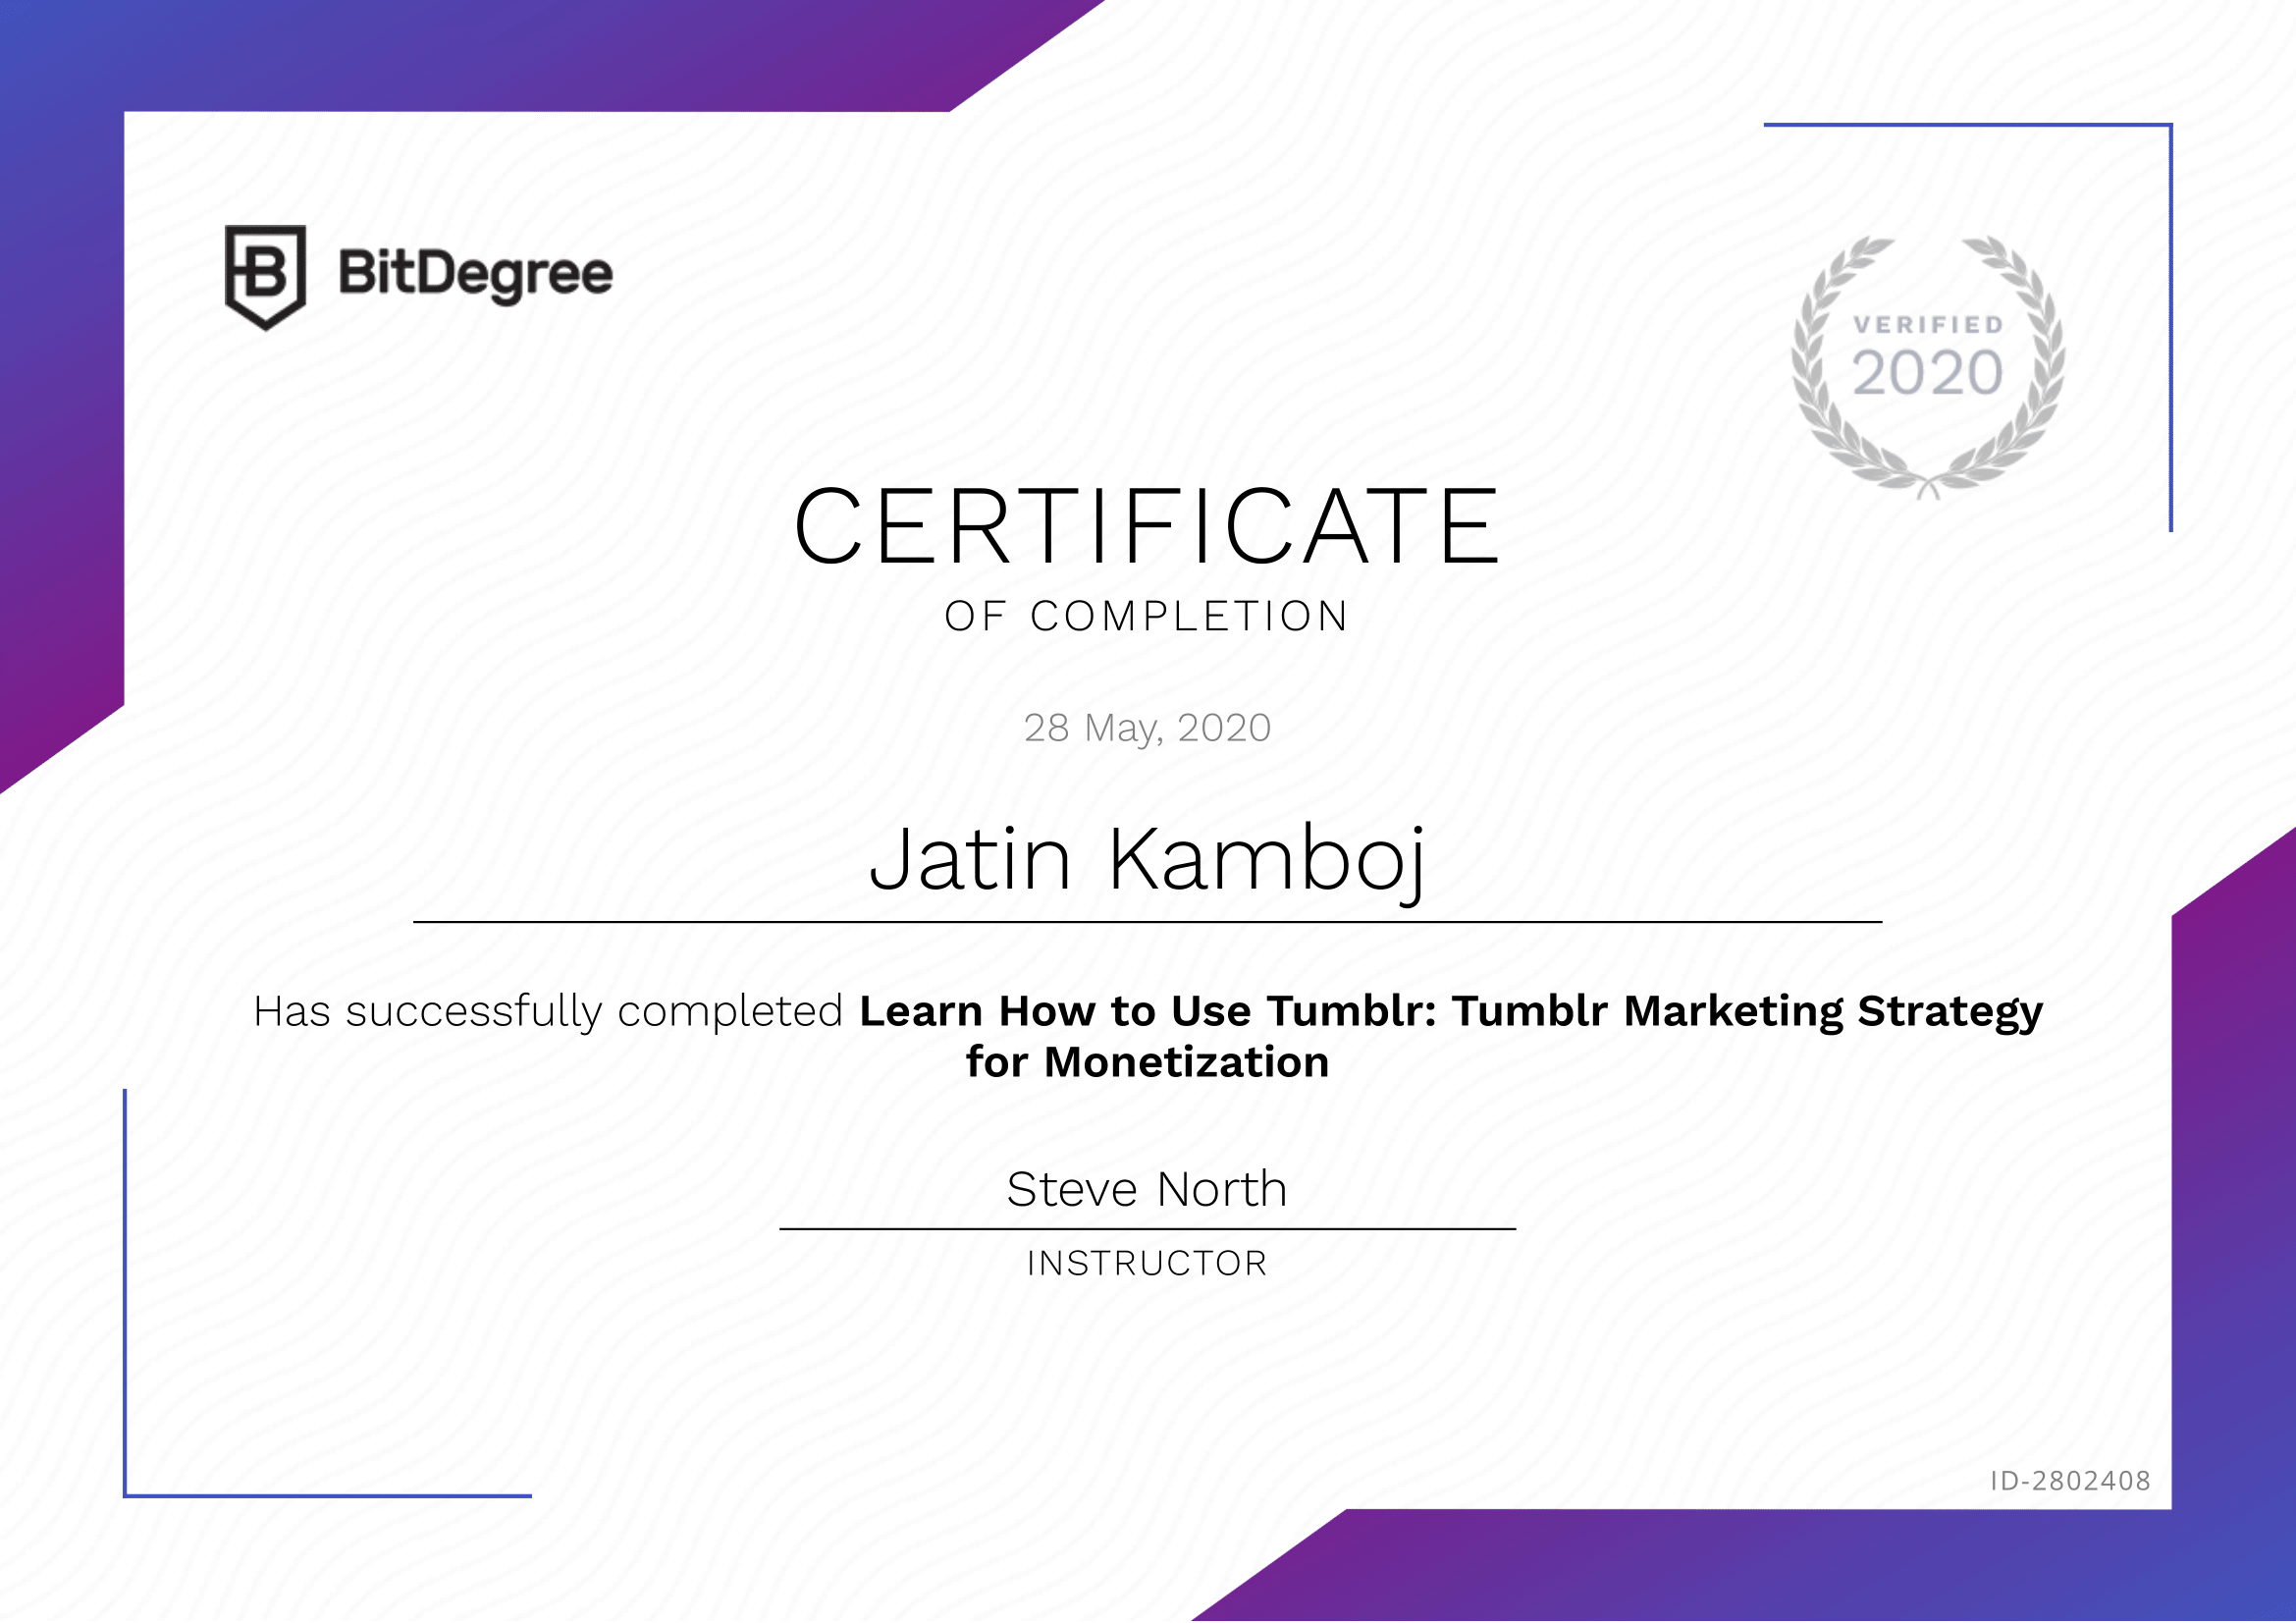 BitDegree
VERIFIED
2020
CERTIFICATE
OF COMPLETION
28 May, 2020
Jatin Kamboj
Has successfully completed Learn How to Use Tumblr: Tumblr Marketing Strategy
for Monetization
Steve North
INSTRUCTOR
ID-2802408